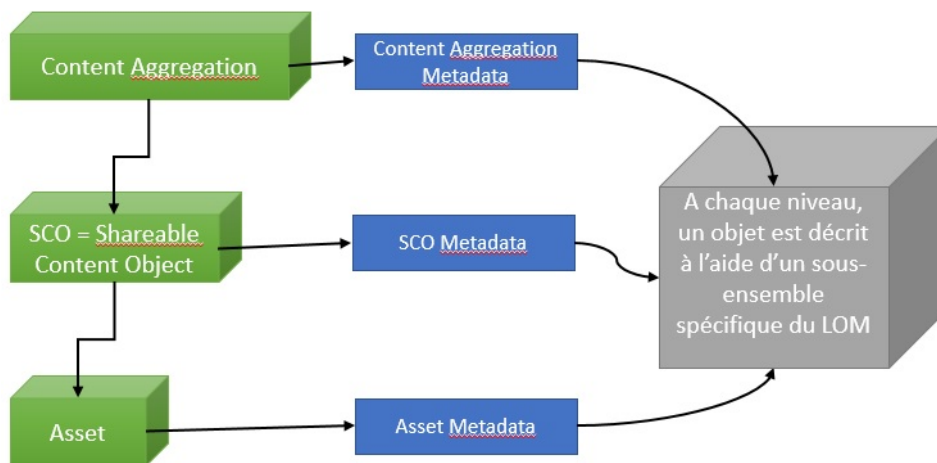 Content Aggregation
Content Aggregation
Metadata
SCO = Shareable
Content Object
SCO Metadata
A chaque niveau,
un objet est décrit
à l’aide d’un sous-
ensemble
spécifique du LOM
Asset
Asset Metadata